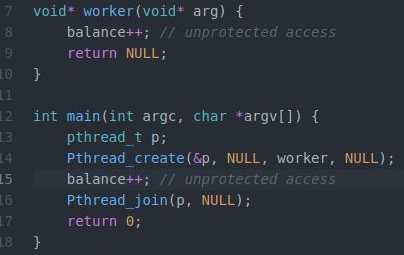 7 void* worker(void* arg) {
8     balance++; // unprotected access
9     return NULL;
10 }
11
12 int main(int argc, char *argv[]) {
13     pthread_t p;
14     Pthread_create(&p, NULL, worker, NULL);
15     balance++; // unprotected access
16     Pthread_join(p, NULL);
17     return 0;
18 }